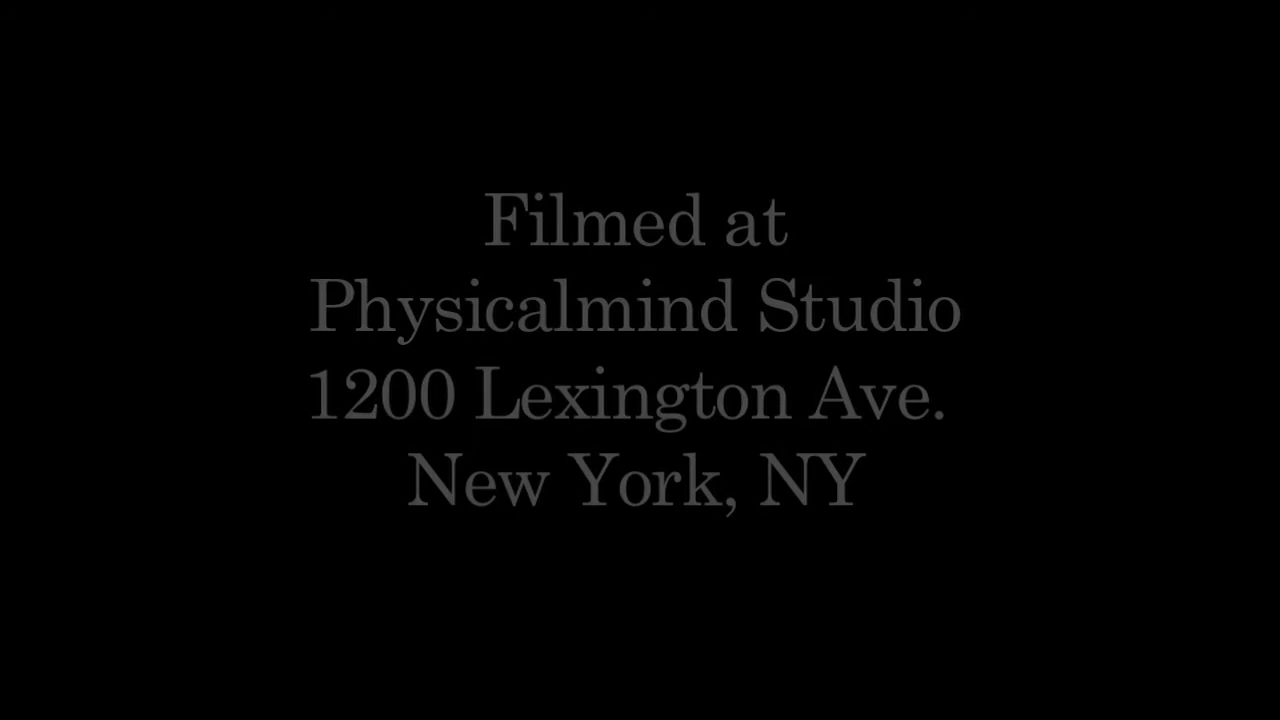 Filmed at
Physicalmind Studio
1200 Lexington Ave.
New York, NY